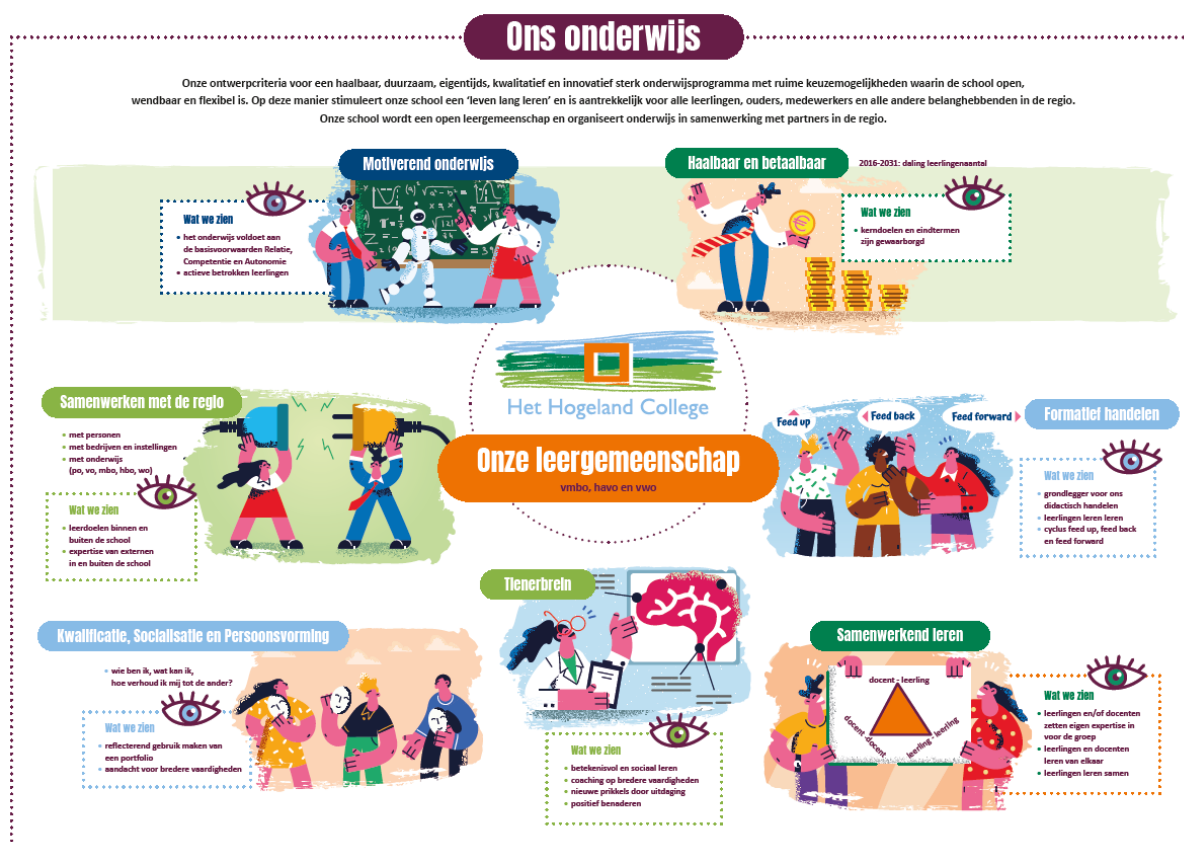 Ons onderwijs
Onze ontwerpcriteria voor een haalbaar, duurzaam, eigentijds, kwalitatief en innovatief sterk onderwijsprogramma met ruime keuzemogelijkheden waarin de school open,
wendbaar en flexibel is. Op deze manier stimuleert onze school een ‘leven lang leren’ en is aantrekkelijk voor alle leerlingen, ouders, medewerkers en alle andere belanghebbenden in de regio.
Onze school wordt een open leergemeenschap en organiseert onderwijs in samenwerking met partners in de regio.
Motiverend onderwijs
Wat we zien
• het onderwijs voldoet aan
de basisvoorwaarden Relatie,
Competentie en Autonomie
• actieve betrokken leerlingen
Haalbaar en betaalbaar
2016-2031: daling leerlingenaantal
Wat we zien
• kerndoelen en eindtermen
zijn gewaarborgd
Het Hogeland College
Onze leergemeenschap
vmbo, havo en vwo
Samenwerken met de regio
• met personen
• met bedrijven en instellingen
• met onderwijs
(po, vo, mbo, hbo, wo)
Wat we zien
• leerdoelen binnen en
buiten de school
• expertise van externen
in en buiten de school
Feed up
Feed back
Feed forward
Formatief handelen
Wat we zien
• grondlegger voor ons
didactisch handelen
• leerlingen leren leren
• cyclus feed up, feed back
en feed forward
Kwalificatie, Socialisatie en Persoonsvorming
• wie ben ik, wat kan ik,
hoe verhoud ik mij tot de ander?
Wat we zien
• reflecterend gebruik maken van
een portfolio
• aandacht voor bredere vaardigheden
Tienerbrein
Wat we zien
• betekenisvol en sociaal leren
• coaching op bredere vaardigheden
• nieuwe prikkels door uitdaging
• positief benaderen
Samenwerkend leren
docent - leerling
docent - docent
leerling - leerling
Wat we zien
• leerlingen en/of docenten
zetten eigen expertise in
voor de groep
• leerlingen en docenten
leren van elkaar
• leerlingen leren samen